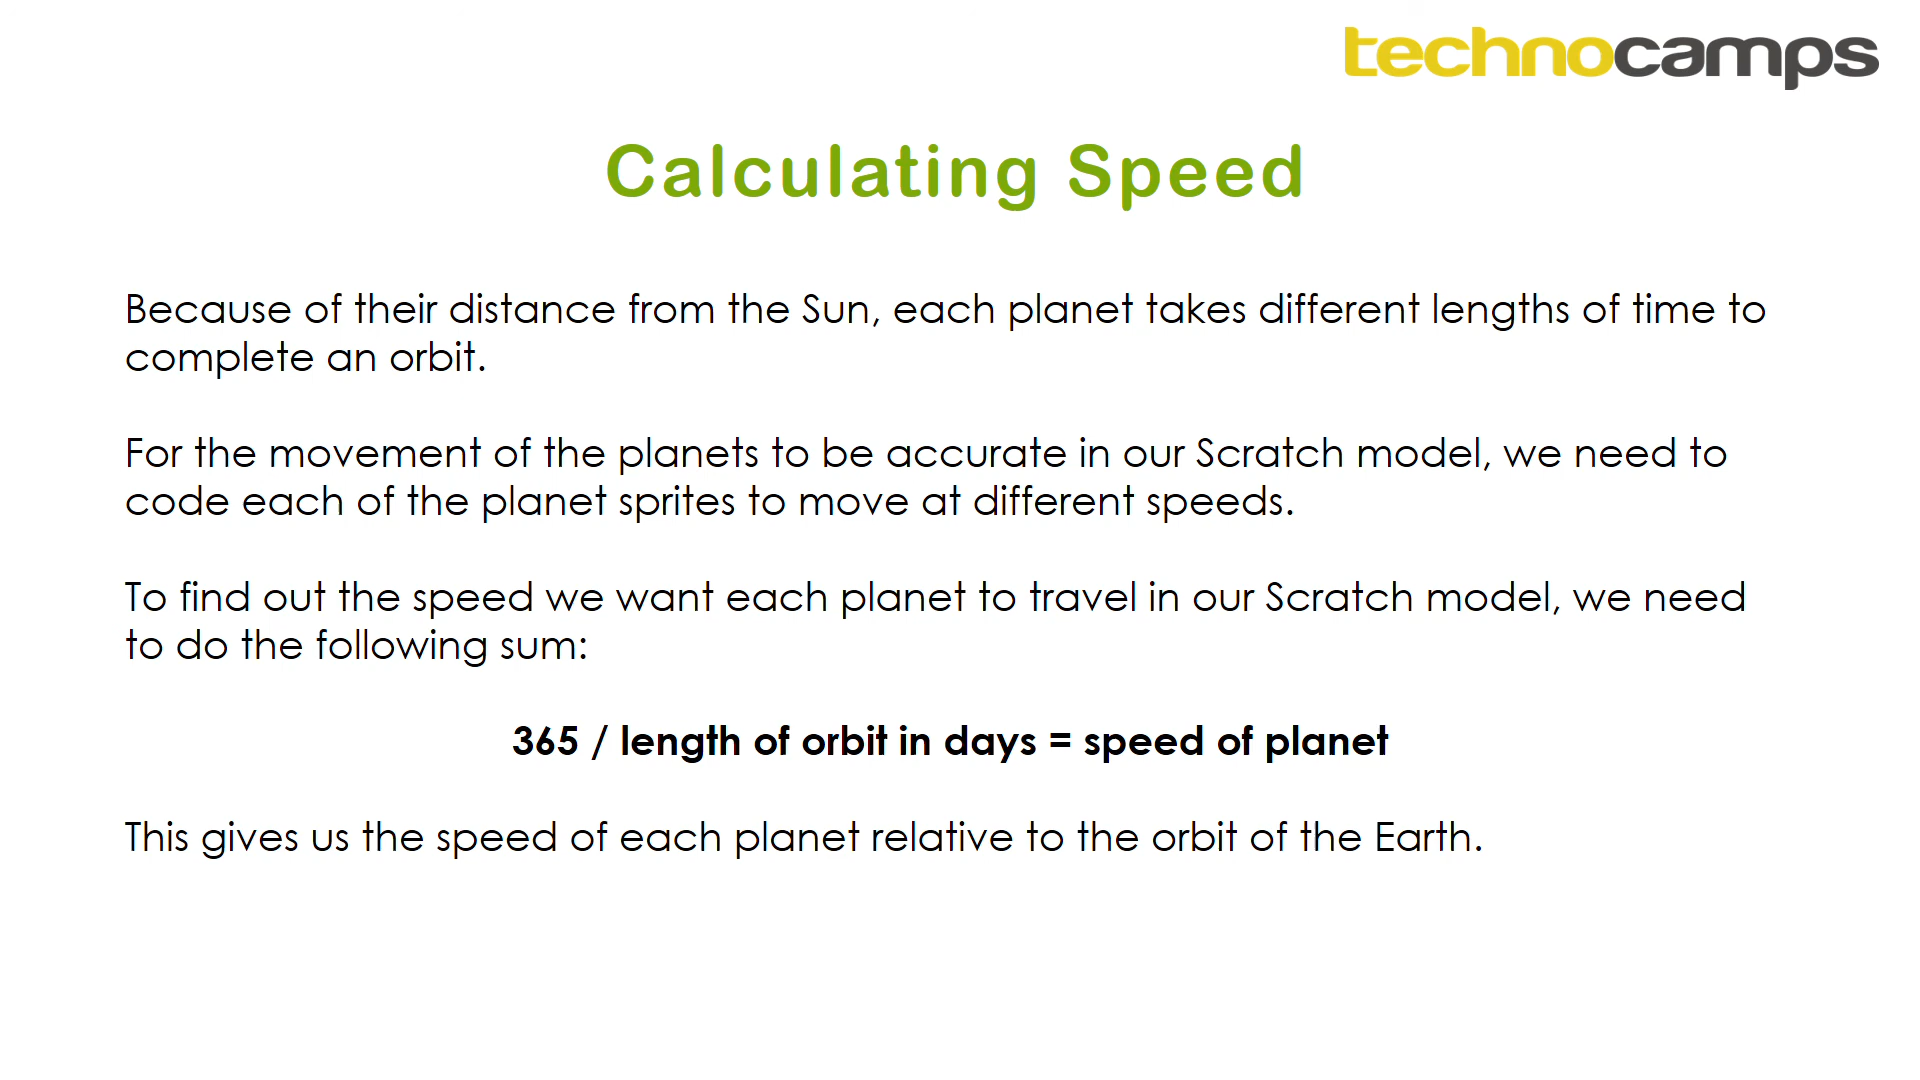 technocamps
Calculating Speed
Because of their distance from the Sun, each planet takes different lengths of time to
complete an orbit.
For the movement of the planets to be accurate in our Scratch model, we need to
code each of the planet sprites to move at different speeds.
To find out the speed we want each planet to travel in our Scratch model, we need
to do the following sum:
365 / length of orbit in days = speed of planet
This gives us the speed of each planet relative to the orbit of the Earth.